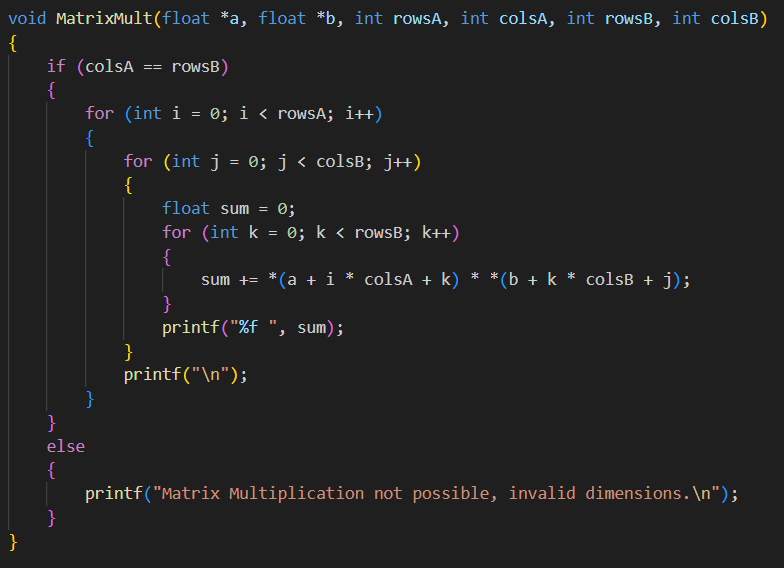 void MatrixMult(float *a, float *b, int rowsA, int colsA, int rowsB, int colsB)
{
    if (colsA == rowsB)
    {
        for (int i = 0; i < rowsA; i++)
        {
            for (int j = 0; j < colsB; j++)
            {
                float sum = 0;
                for (int k = 0; k < rowsB; k++)
                {
                    sum += *(a + i * colsA + k) * *(b + k * colsB + j);
                }
                printf("%f ", sum);
            }
            printf("\n");
        }
    }
    else
    {
        printf("Matrix Multiplication not possible, invalid dimensions.\n");
    }
}